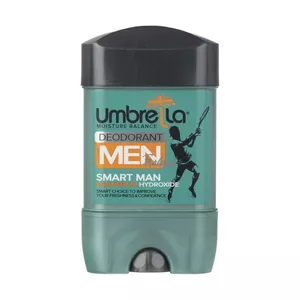 Umbrella
MOISTURE BALANCE
DEODORANT
MEN
SMART MAN
HYDROXIDE
SMART CHOICE TO IMPROVE
YOUR FRESHNESS & CONFIDENCE